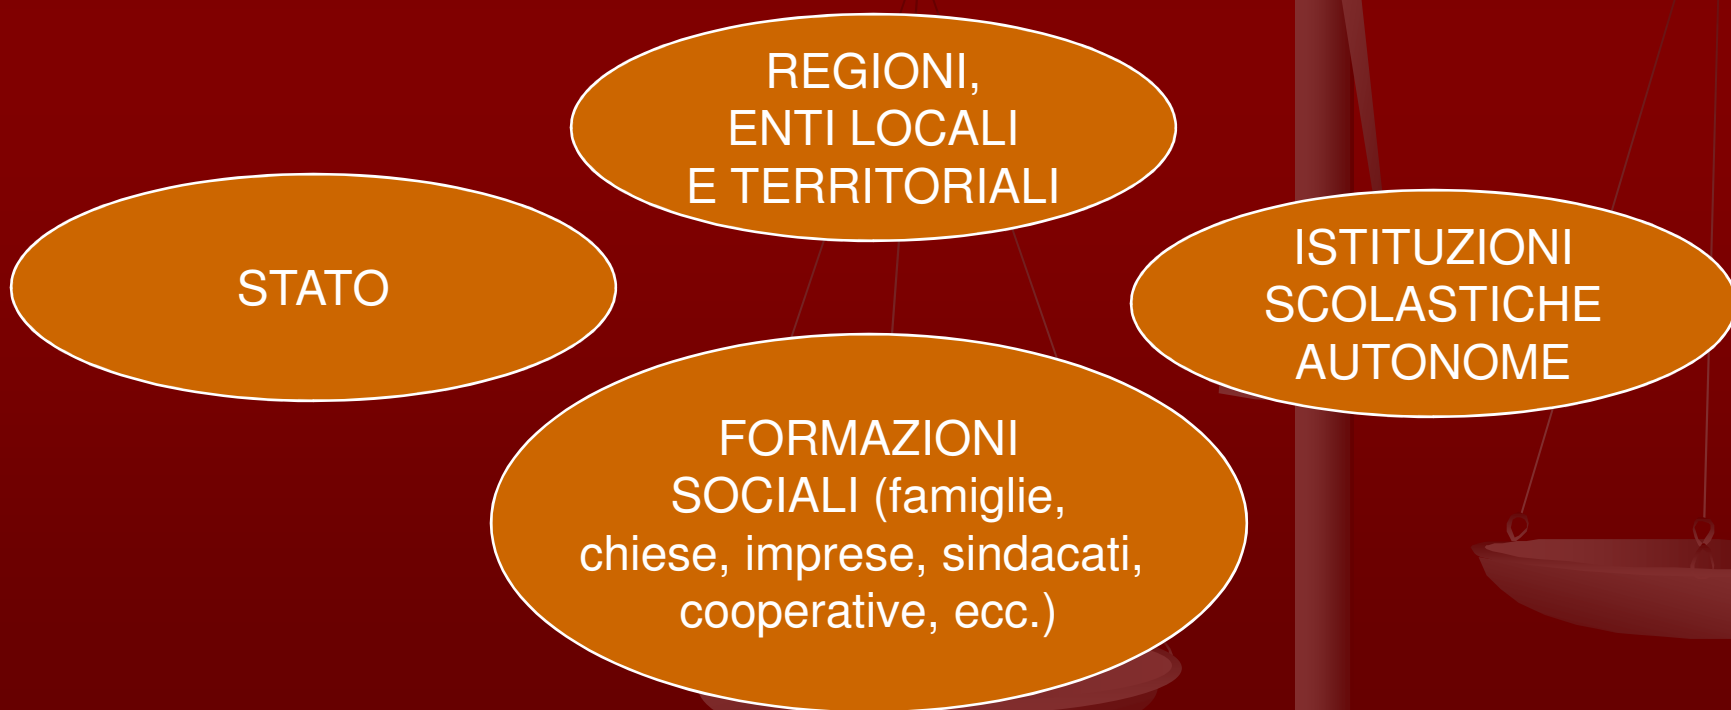 REGIONI,
ENTI LOCALI
E TERRITORIALI
STATO
ISTITUZIONI
SCOLASTICHE
AUTONOME
FORMAZIONI
SOCIALI (famiglie,
chiese, imprese, sindacati,
cooperative, ecc.)